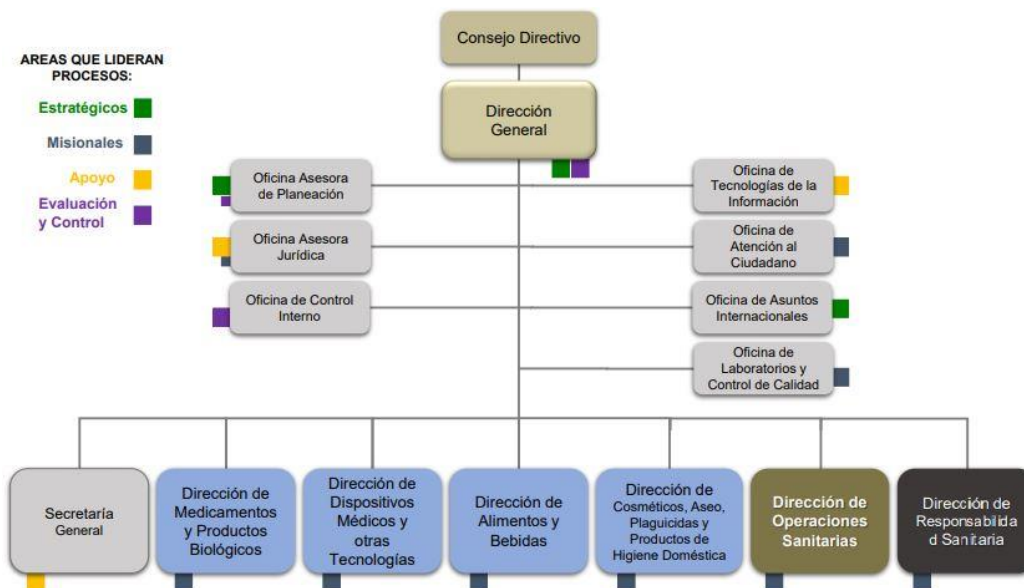 Consejo Directivo
AREAS QUE LIDERAN
PROCESOS:
Estratégicos
Misionales
Apoyo
Evaluación
y Control
Dirección
General
Oficina Asesora
de Planeación
Oficina de
Tecnologías de la
Información
Oficina Asesora
Jurídica
Oficina de
Atención al
Ciudadano
Oficina de Control
Interno
Oficina de Asuntos
Internacionales
Oficina de
Laboratorios y
Control de Calidad
Secretaría
General
Dirección de
Medicamentos
y Productos
Biológicos
Dirección de
Dispositivos
Médicos y
otras
Tecnologías
Dirección de
Alimentos y
Bebidas
Dirección de
Cosméticos, Aseo,
Plaguicidas y
Productos de
Higiene Doméstica
Dirección de
Operaciones
Sanitarias
Dirección de
Responsabilida
d Sanitaria